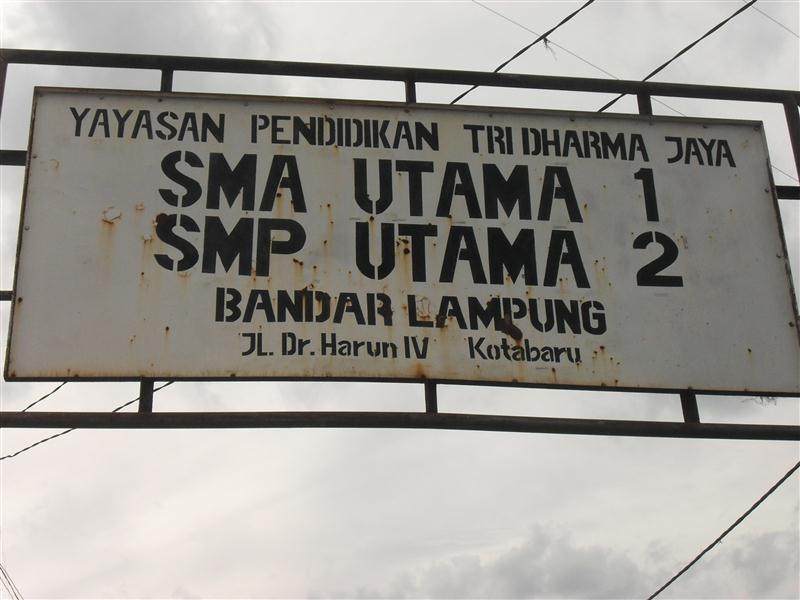 YAYASAN PENDIDIKAN TRI DHARMA JAYA
SMA UTAMA 1
SMP UTAMA 2
BANDAR LAMPUNG
JL. Dr. Harun IV Kotabaru